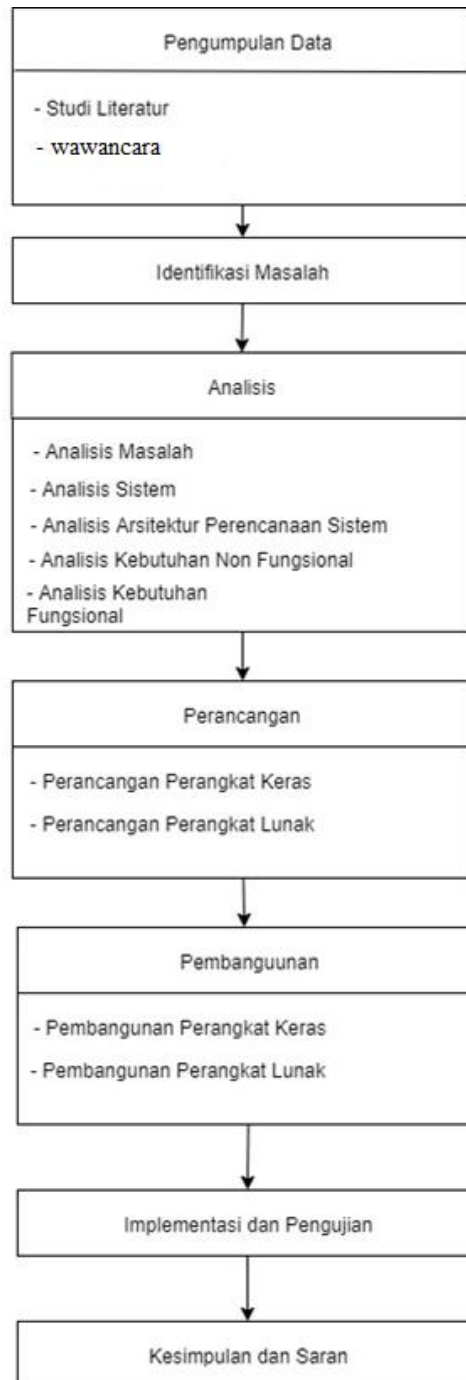 Pengumpulan Data
- Studi Literatur
- wawancara
Identifikasi Masalah
Analisis
- Analisis Masalah
- Analisis Sistem
- Analisis Arsitektur Perencanaan Sistem
- Analisis Kebutuhan Non Fungsional
- Analisis Kebutuhan
Fungsional
Perancangan
- Perancangan Perangkat Keras
- Perancangan Perangkat Lunak
Pembanguunan
- Pembangunan Perangkat Keras
- Pembangunan Perangkat Lunak
Implementasi dan Pengujian
Kesimpulan dan Saran